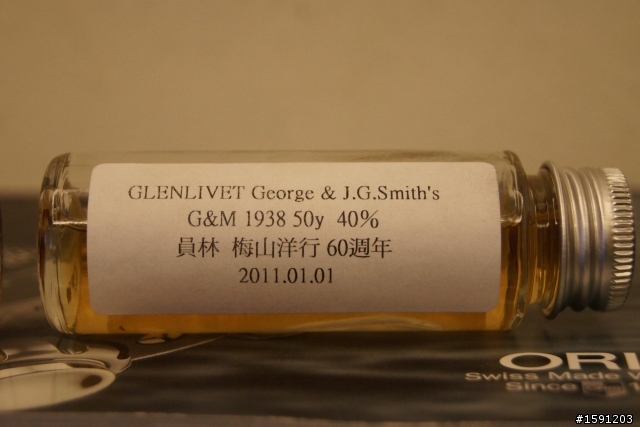 GLENLIVET George & J.G.Smith's
G&M 1938 50y 40%
員林 梅山洋行 60週年
2011.01.01
ORI
Swiss Made W
Since
#1591203